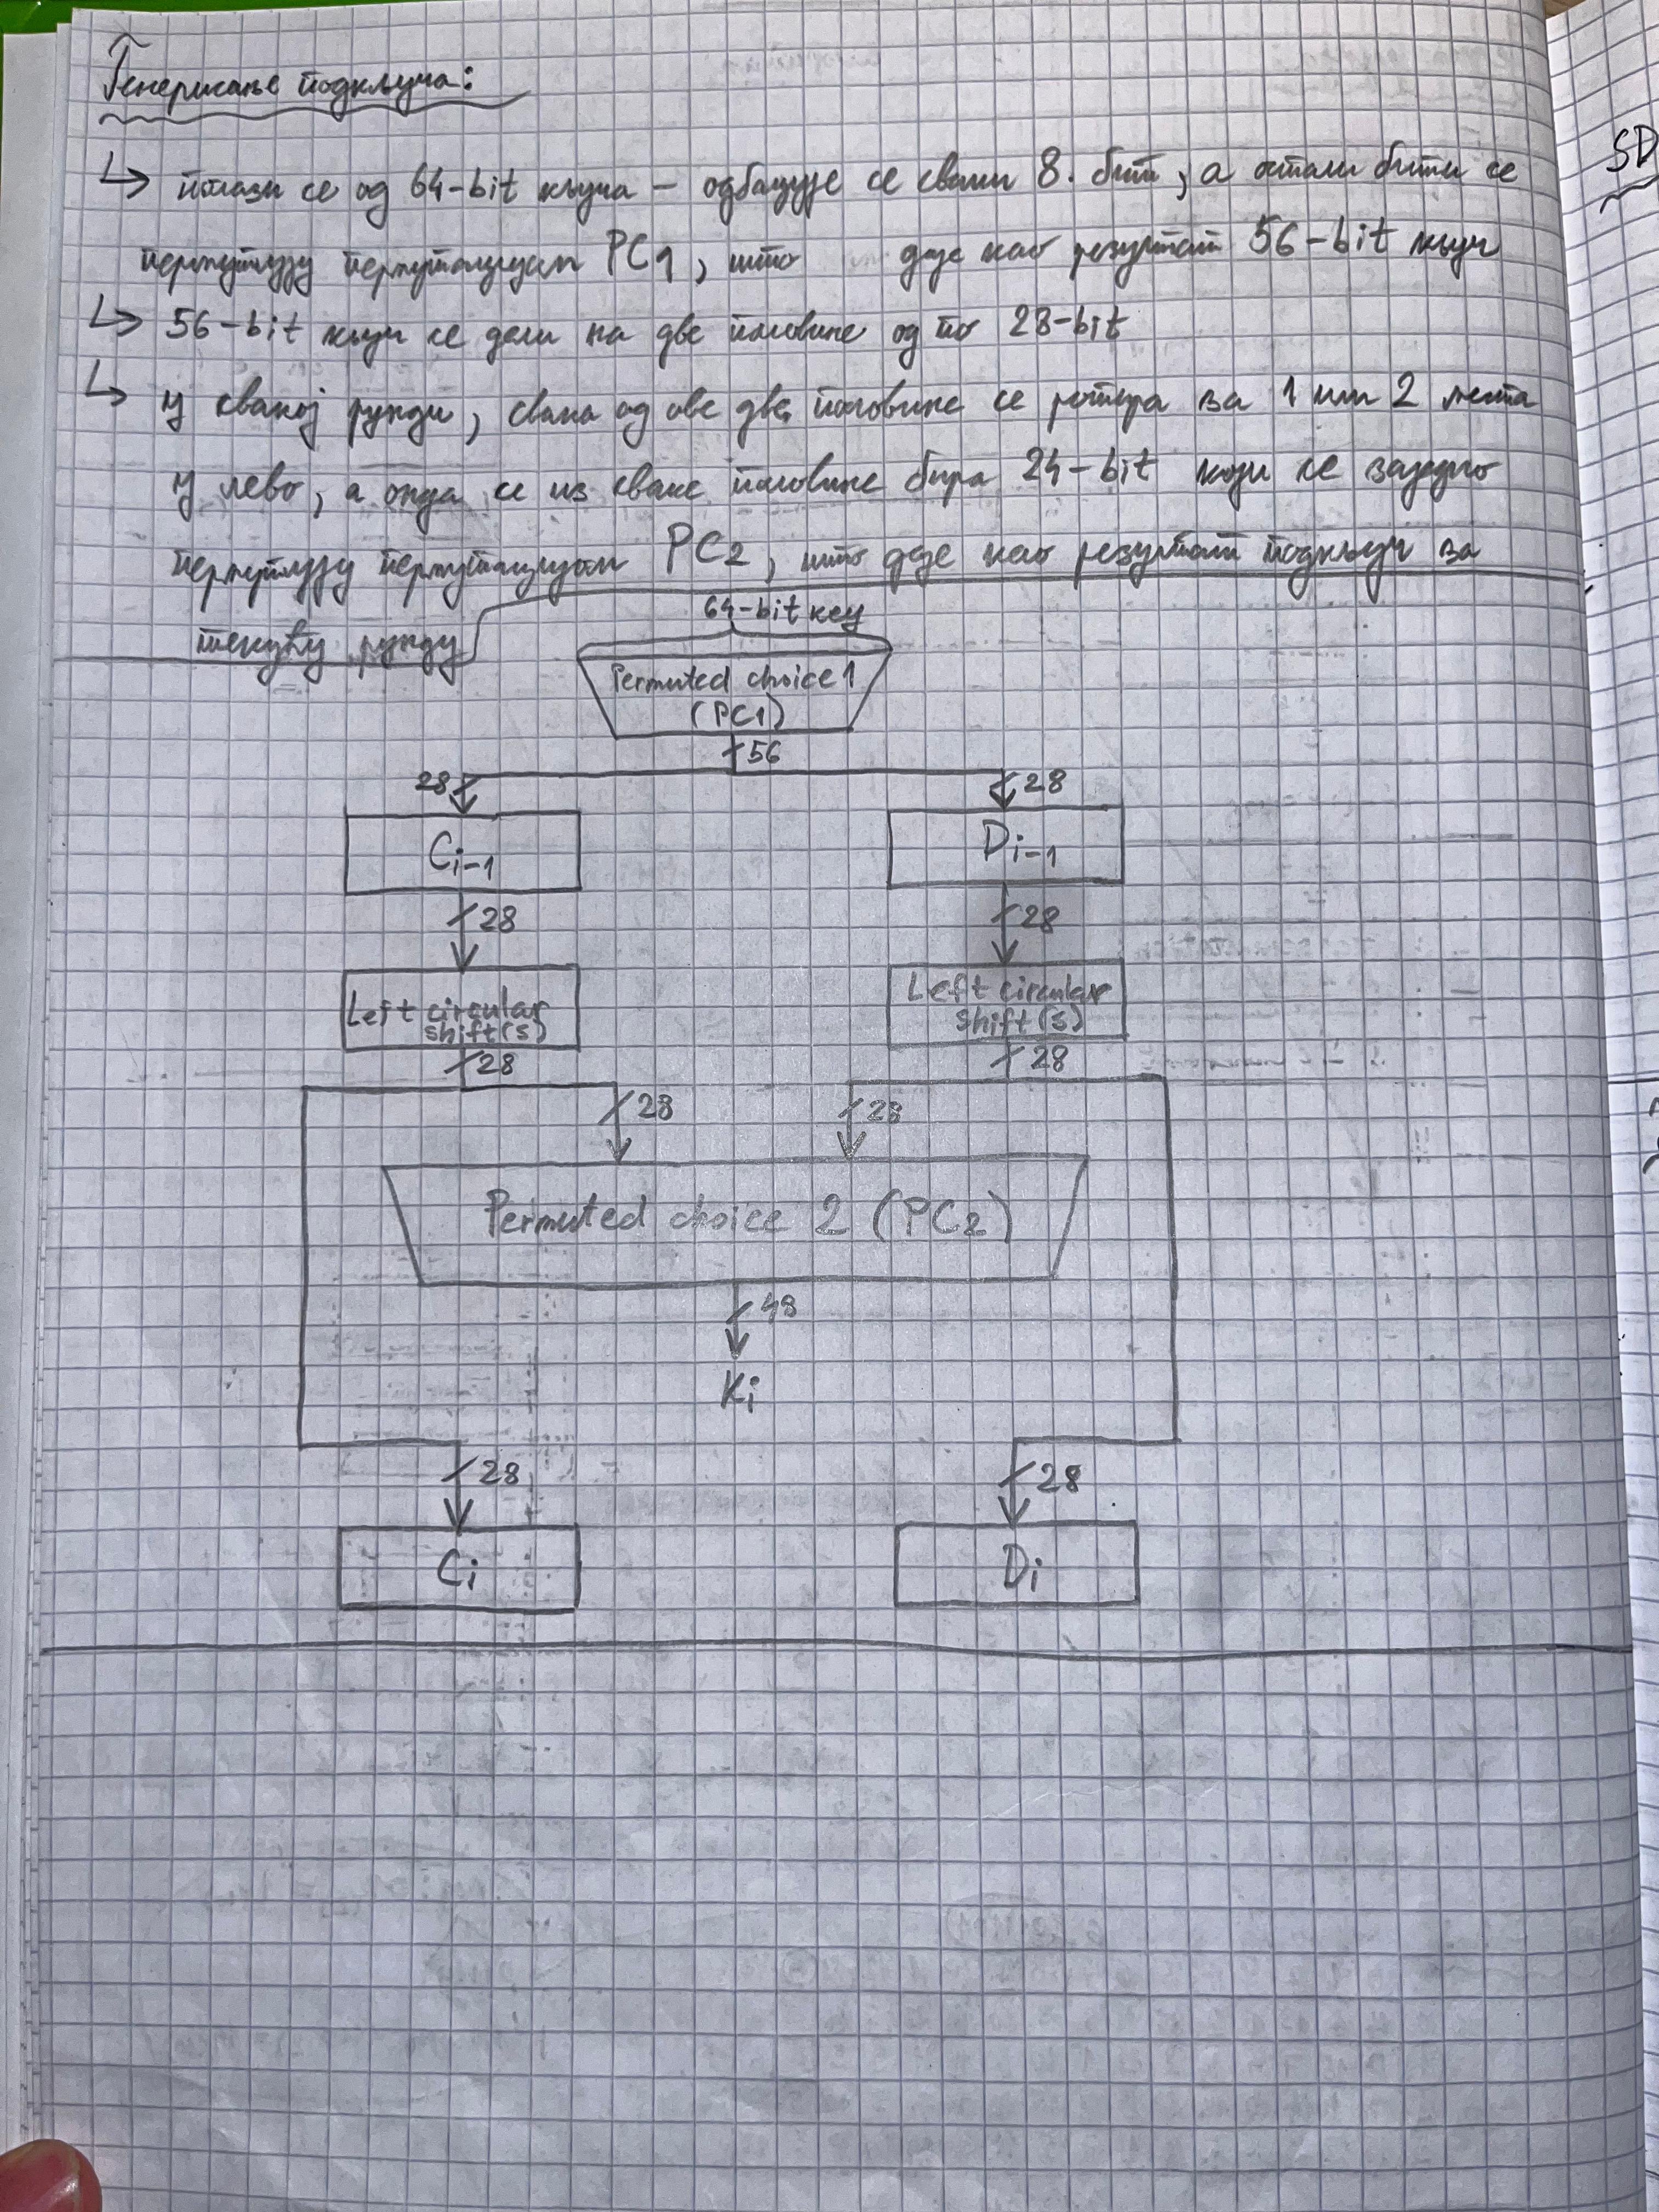 Генерисање подкључа:
↳ полази се од 64-bit кључа – одбацује се сваки 8. бит, а остали бити се
пермутују пермутацијом PC1, што даје као резултат 56-bit кључ
↳ 56-bit кључ се дели на две половине од по 28-bit
↳ у свакој рунди, свака од ове две половине се ротира за 1 или 2 места
у лево, а онда се из сваке половине бира 24-bit који се заједно
пермутују пермутацијом PC2, што даје као резултат подкључ за
текућу рунду
64-bit key
Permuted choice 1
(PC1)
56
28 28
Ci-1 Di-1
28 28
Left circular Left circular
shift(s) shift(s)
28 28
28 28
Permuted choice 2 (PC2)
48
Ki
28 28
Ci Di
SD